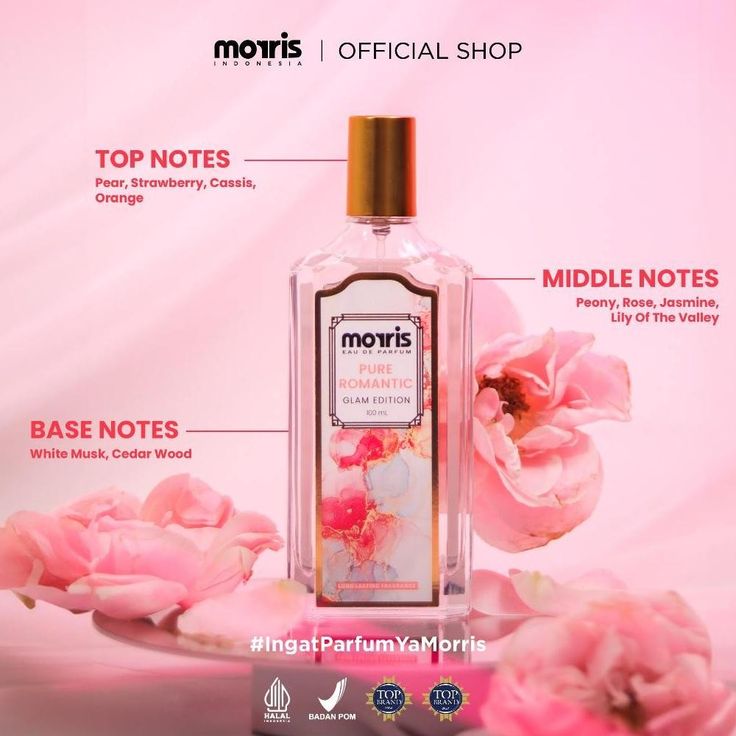 morris
INDONESIA
OFFICIAL SHOP
TOP NOTES
Pear, Strawberry, Cassis,
Orange
MIDDLE NOTES
Peony, Rose, Jasmine,
Lily Of The Valley
morris
EAU DE PARFUM
PURE
ROMANTIC
GLAM EDITION
100 mL
BASE NOTES
White Musk, Cedar Wood
LONG LASTING FRAGRANCE
#IngatParfumYaMorris
HALAL
INDONESIA
BADAN POM
TOP
BRAND
TOP
BRAND